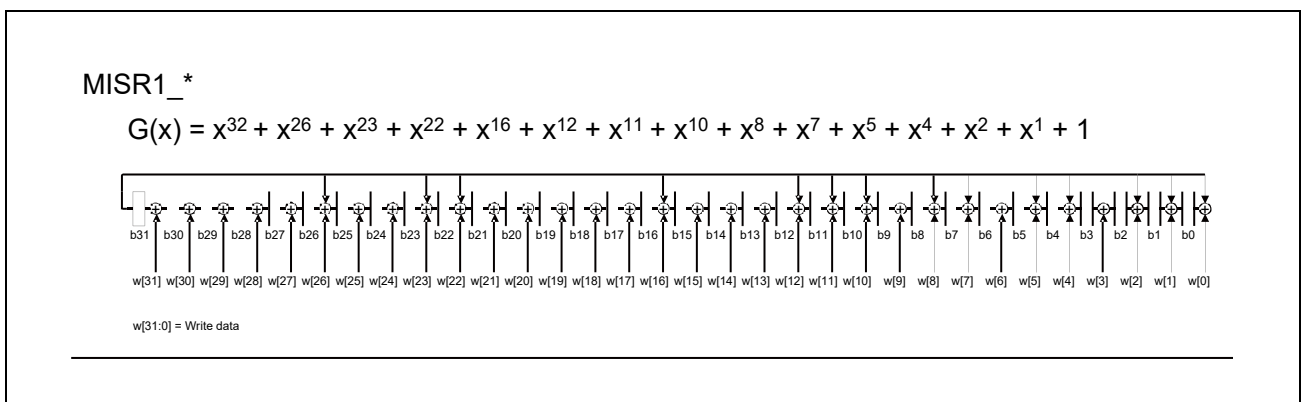 MISR1_*
G(x) = x32 + x26 + x23 + x22 + x16 + x12 + x11 + x10 + x8 + x7 + x5 + x4 + x2 + x1 + 1
b31 b30 b29 b28 b27 b26 b25 b24 b23 b22 b21 b20 b19 b18 b17 b16 b15 b14 b13 b12 b11 b10 b9 b8 b7 b6 b5 b4 b3 b2 b1 b0
w[31] w[30] w[29] w[28] w[27] w[26] w[25] w[24] w[23] w[22] w[21] w[20] w[19] w[18] w[17] w[16] w[15] w[14] w[13] w[12] w[11] w[10] w[9] w[8] w[7] w[6] w[5] w[4] w[3] w[2] w[1] w[0]
w[31:0] = Write data